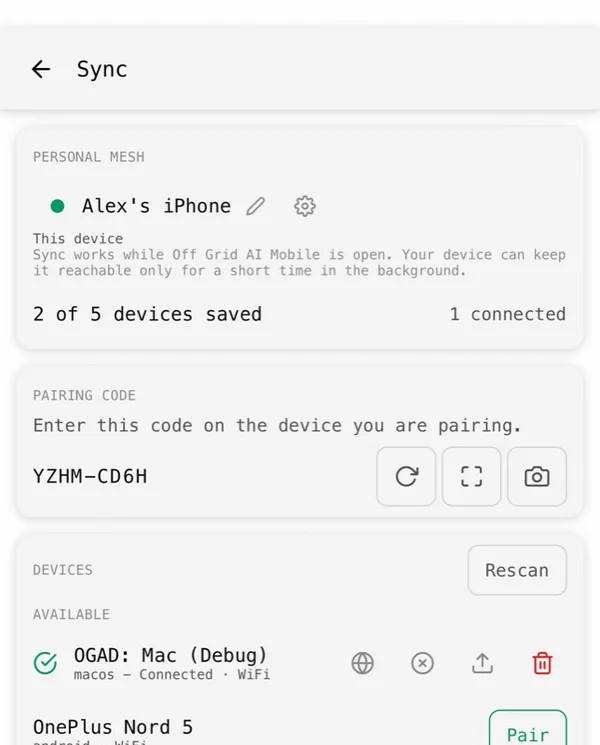 Sync
PERSONAL MESH
Alex's iPhone
This device
Sync works while Off Grid AI Mobile is open. Your device can keep
it reachable only for a short time in the background.
2 of 5 devices saved 1 connected
PAIRING CODE
Enter this code on the device you are pairing.
YZHM–CD6H
DEVICES Rescan
AVAILABLE
OGAD: Mac (Debug)
macos – Connected · WiFi
OnePlus Nord 5 Pair
android – WiFi